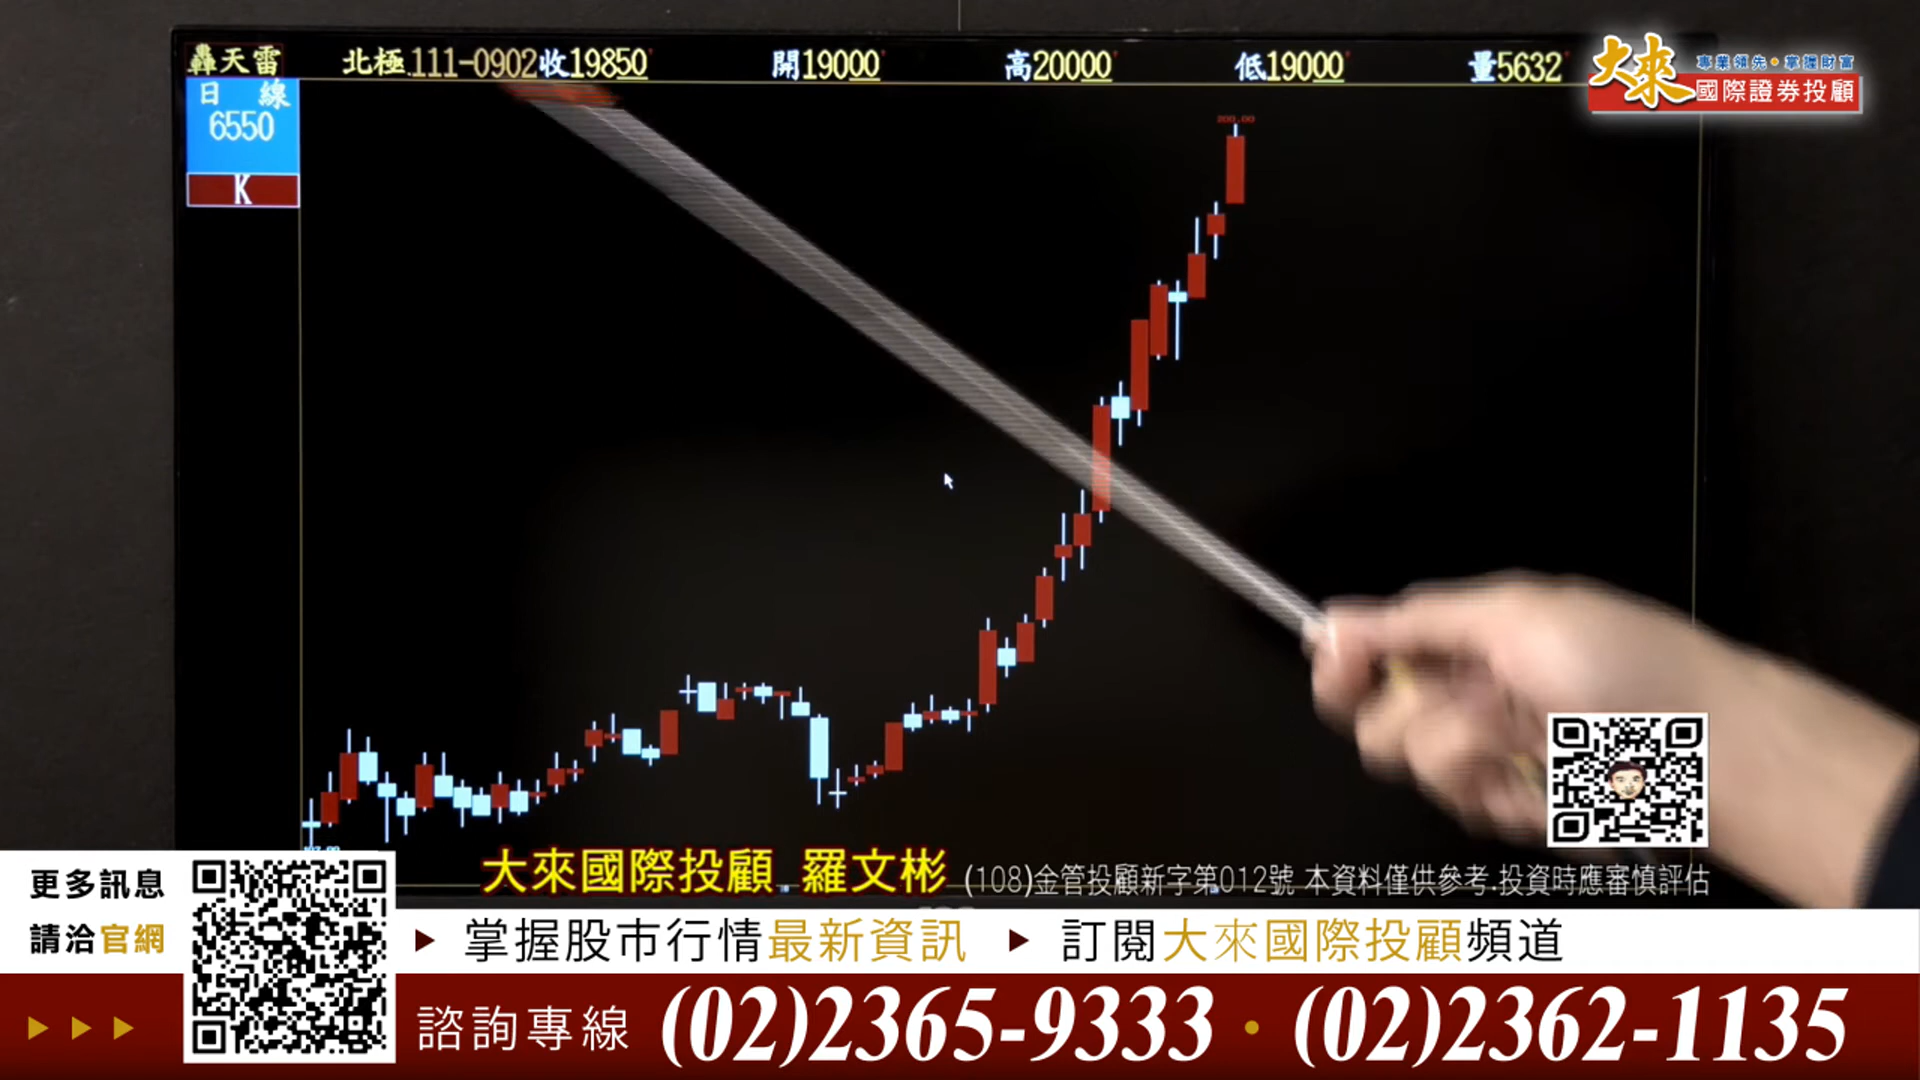 轟天雷
北極.111-0902收19850
開19000
高20000
低19000
量5632
日 線
6550
K
大來
專業領先•掌握財富
國際證券投顧
200.00
大來國際投顧 羅文彬
(108)金管投顧新字第012號 本資料僅供參考.投資時應審慎評估
更多訊息
請洽官網
掌握股市行情最新資訊
訂閱大來國際投顧頻道
諮詢專線 (02)2365-9333•(02)2362-1135